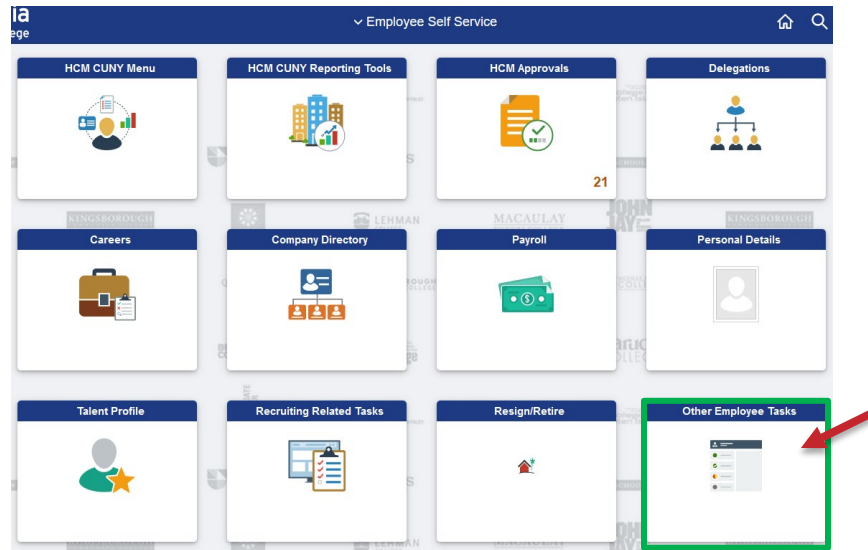 ia
ege
Employee Self Service
HCM CUNY Menu
HCM CUNY Reporting Tools
HCM Approvals
Delegations
21
KINGSBOROUGH
LEHMAN
MACAULAY
JOHN
JAY
KINGSBOROUGH
Careers
Company Directory
Payroll
Personal Details
Talent Profile
Recruiting Related Tasks
Resign/Retire
Other Employee Tasks
LEHMAN
MACAULAY